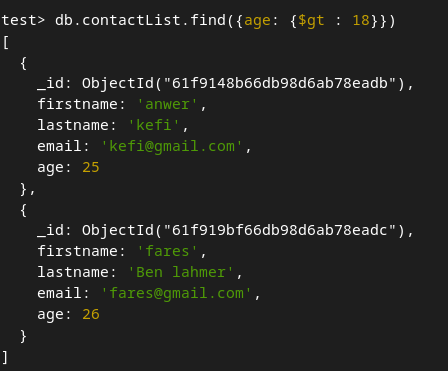 test> db.contactList.find({age: {$gt : 18}})
[
  {
    _id: ObjectId("61f9148b66db98d6ab78eadb"),
    firstname: 'anwer',
    lastname: 'kefi',
    email: 'kefi@gmail.com',
    age: 25
  },
  {
    _id: ObjectId("61f919bf66db98d6ab78eadc"),
    firstname: 'fares',
    lastname: 'Ben lahmer',
    email: 'fares@gmail.com',
    age: 26
  }
]